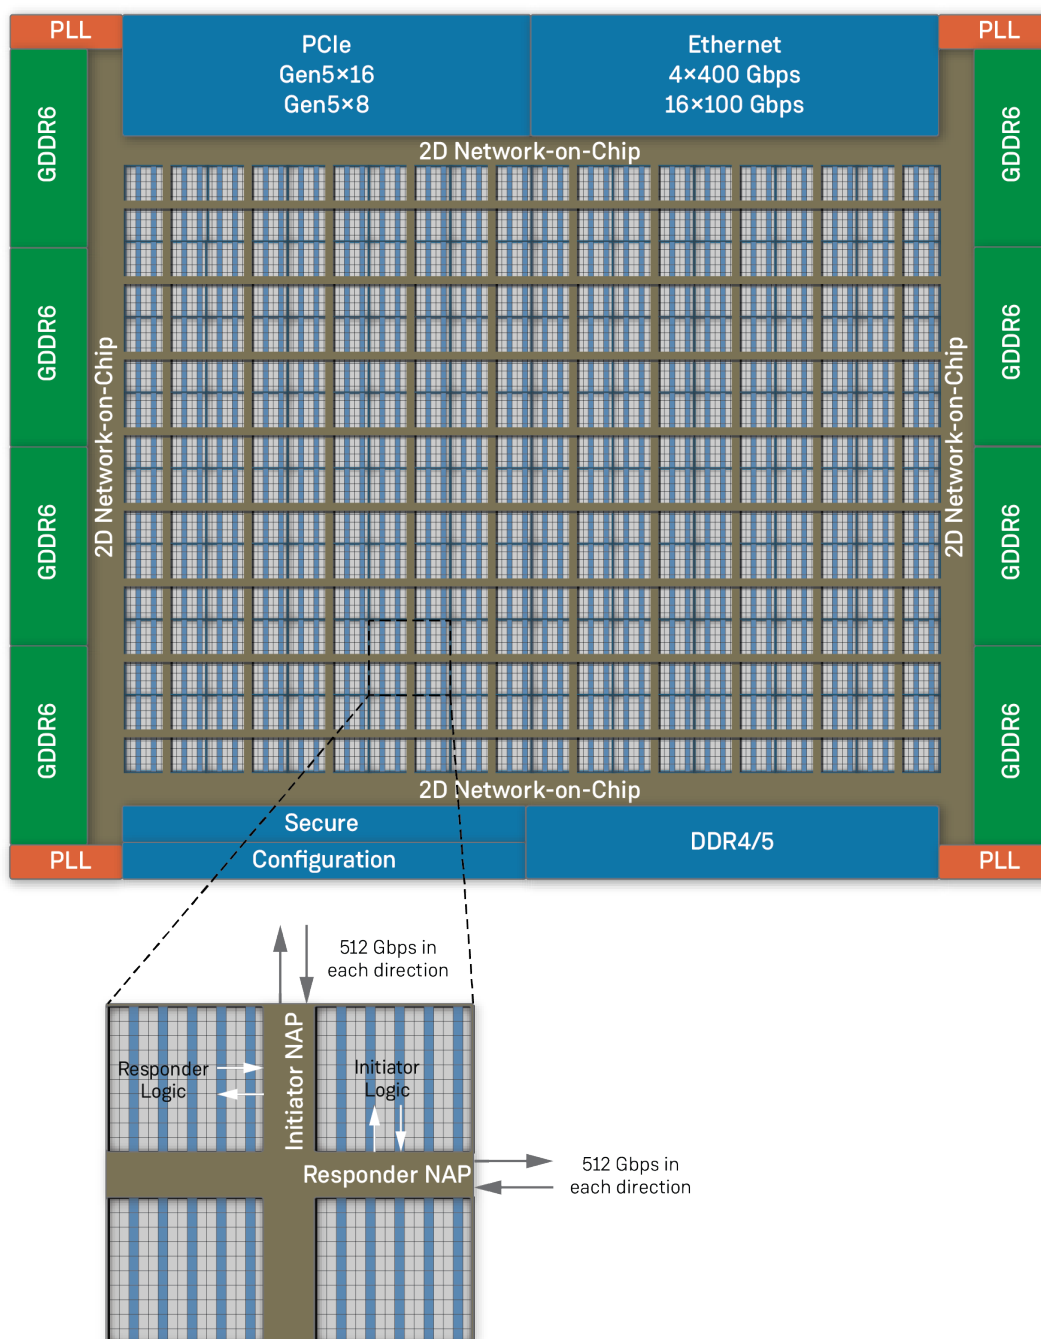 PLL
PCIe
Gen5×16
Gen5×8
Ethernet
4×400 Gbps
16×100 Gbps
PLL
GDDR6
GDDR6
GDDR6
GDDR6
2D Network-on-Chip
2D Network-on-Chip
2D Network-on-Chip
2D Network-on-Chip
GDDR6
GDDR6
GDDR6
GDDR6
PLL
Secure
Configuration
DDR4/5
PLL
512 Gbps in
each direction
Responder
Logic
Initiator NAP
Initiator
Logic
Responder NAP
512 Gbps in
each direction